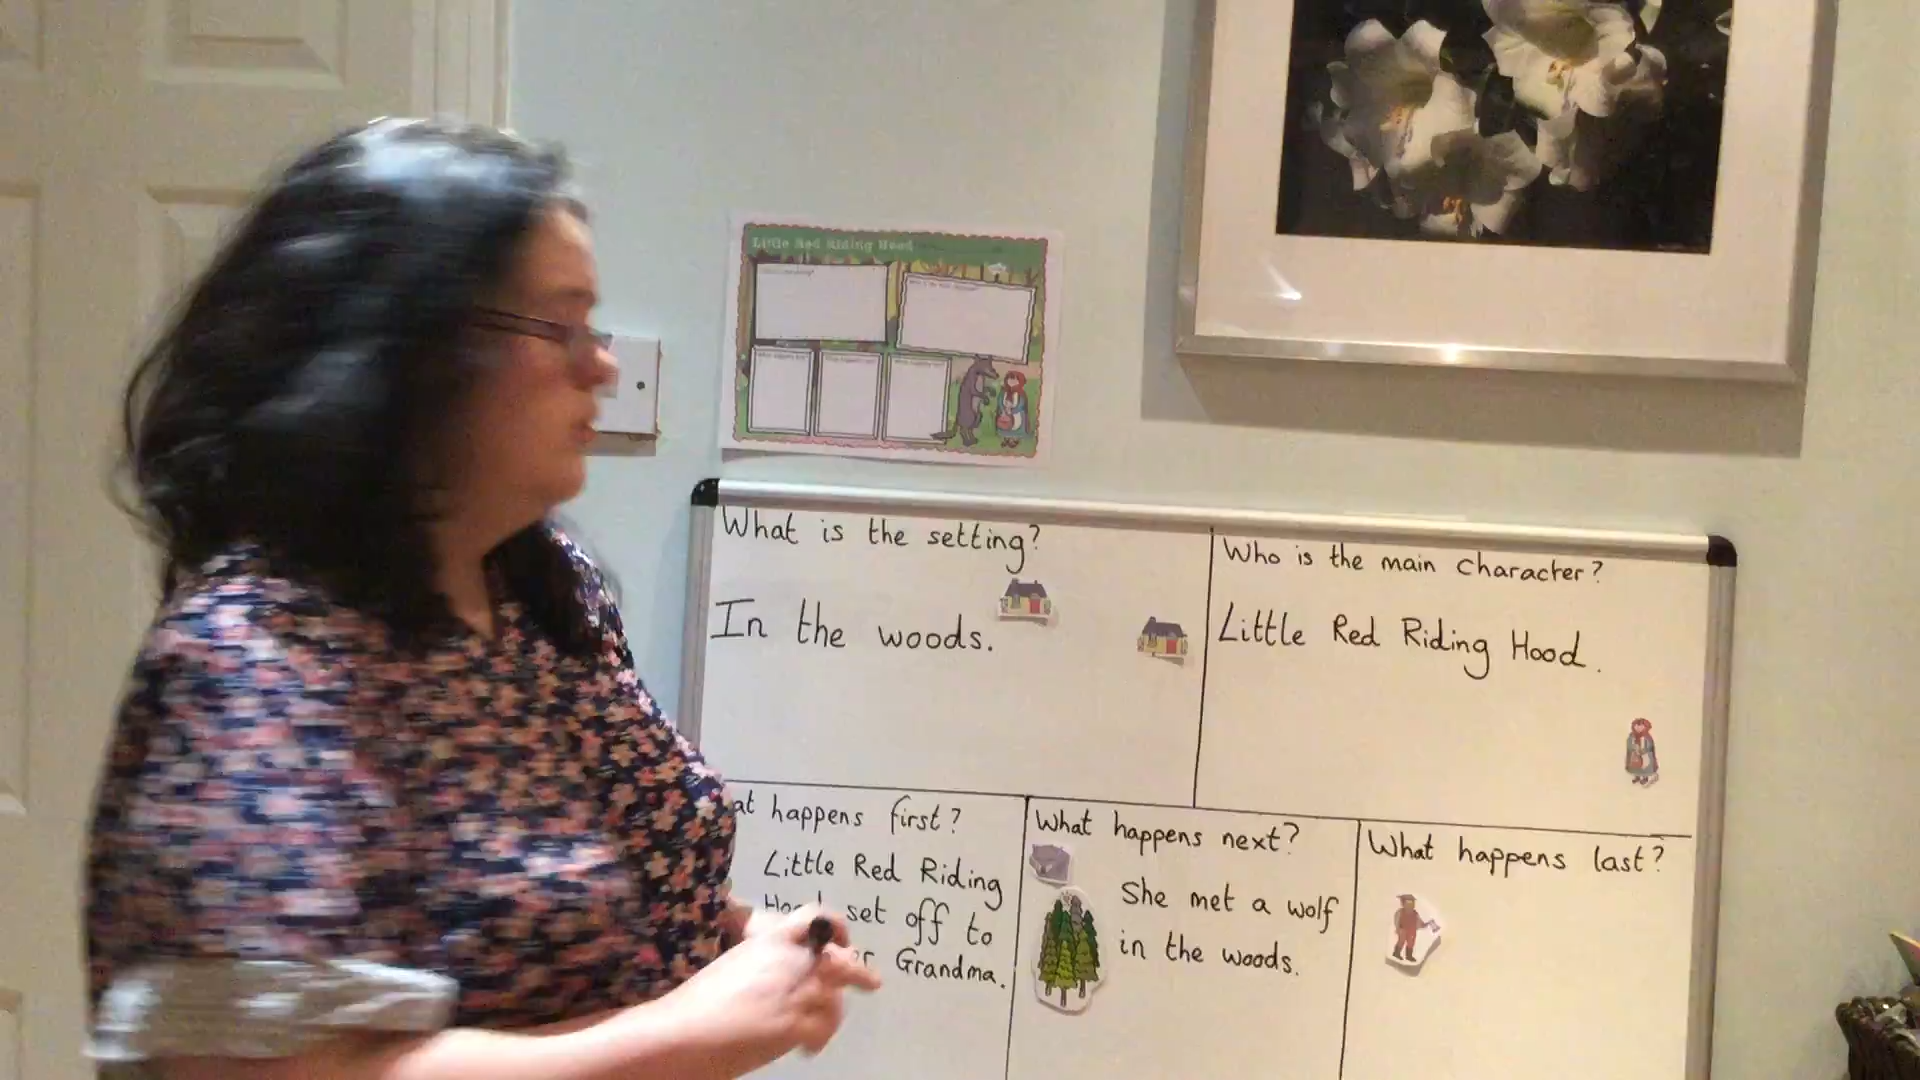 Little Red Riding Hood
What is the setting?
In the woods.
Who is the main character?
Little Red Riding Hood.
at happens first?
Little Red Riding
set off to
Grandma.
What happens next?
She met a wolf
in the woods.
What happens last?